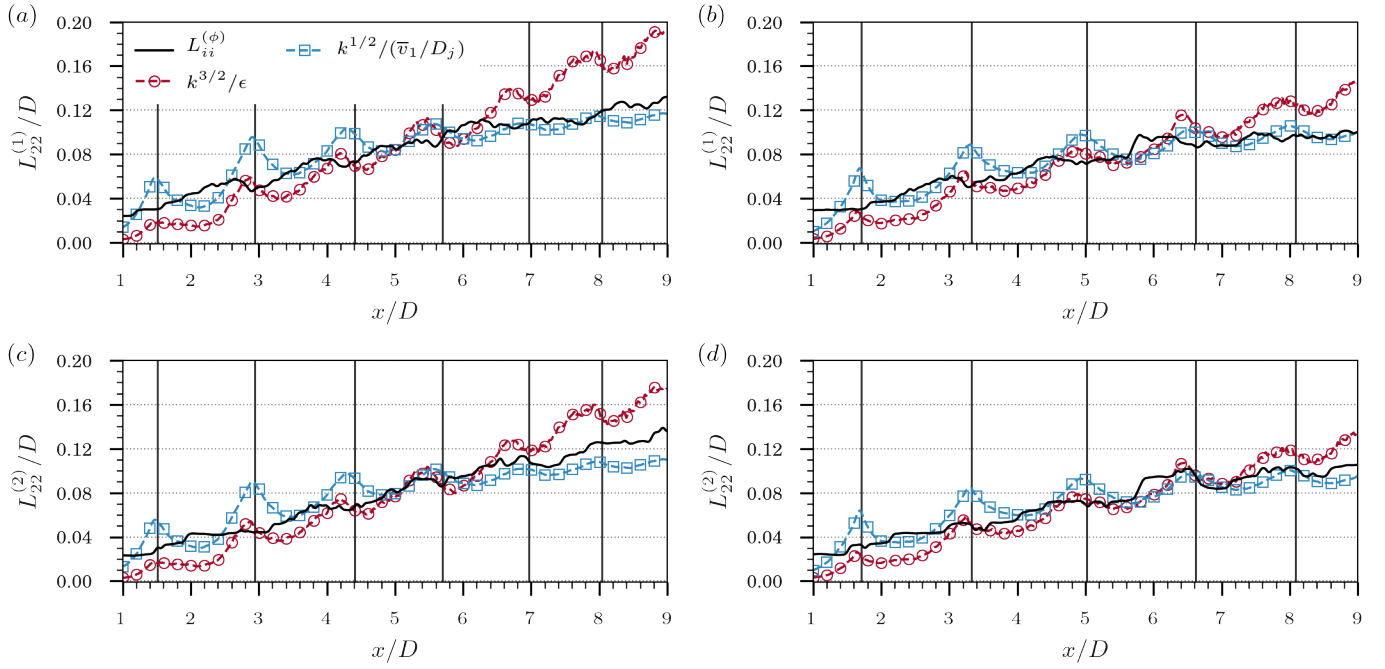 (a)
0.20
0.16
0.12
0.08
0.04
0.00
L_{22}^{(1)}/D
L_{ii}^{(ϕ)}
k^{1/2}/(v̅_1/D_j)
k^{3/2}/ϵ
1 2 3 4 5 6 7 8 9
x/D
(b)
0.20
0.16
0.12
0.08
0.04
0.00
L_{22}^{(1)}/D
1 2 3 4 5 6 7 8 9
x/D
(c)
0.20
0.16
0.12
0.08
0.04
0.00
L_{22}^{(2)}/D
1 2 3 4 5 6 7 8 9
x/D
(d)
0.20
0.16
0.12
0.08
0.04
0.00
L_{22}^{(2)}/D
1 2 3 4 5 6 7 8 9
x/D